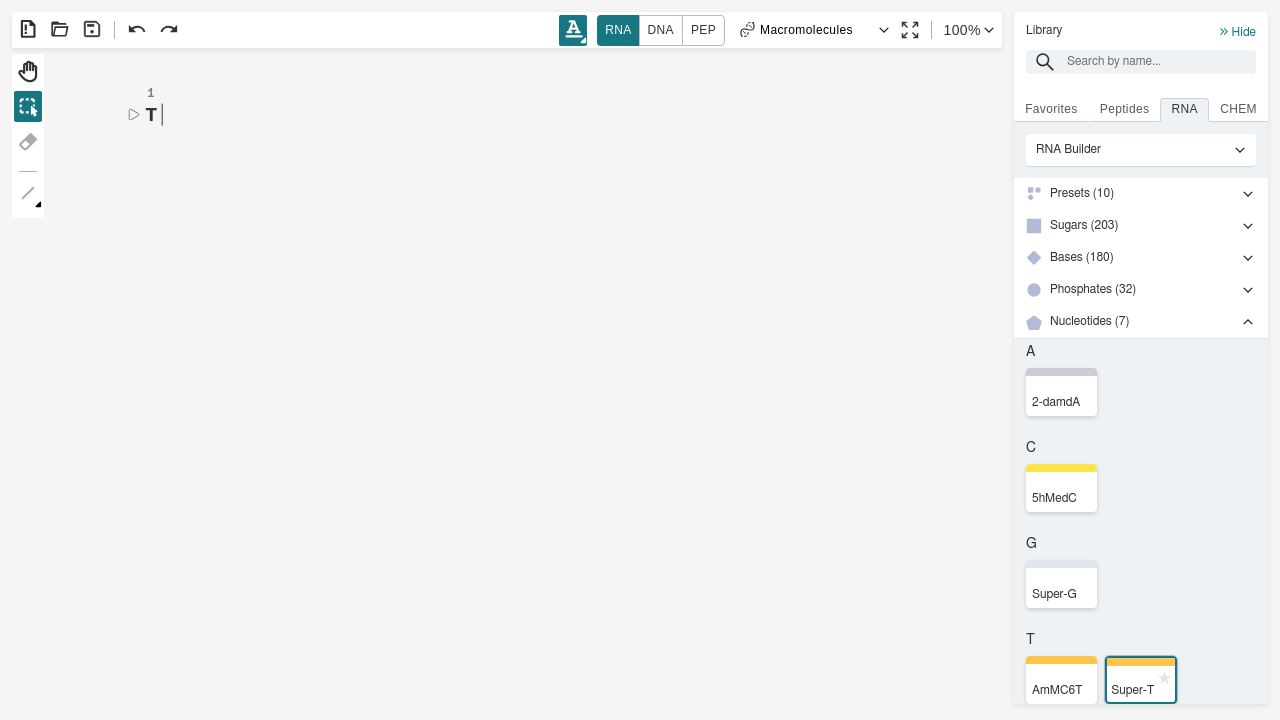 RNA DNA PEP Macromolecules 100%
Library
Hide
Search by name...
Favorites Peptides RNA CHEM
RNA Builder
Presets (10)
Sugars (203)
Bases (180)
Phosphates (32)
Nucleotides (7)
A
2-damdA
C
5hMedC
G
Super-G
T
AmMC6T Super-T
1
T